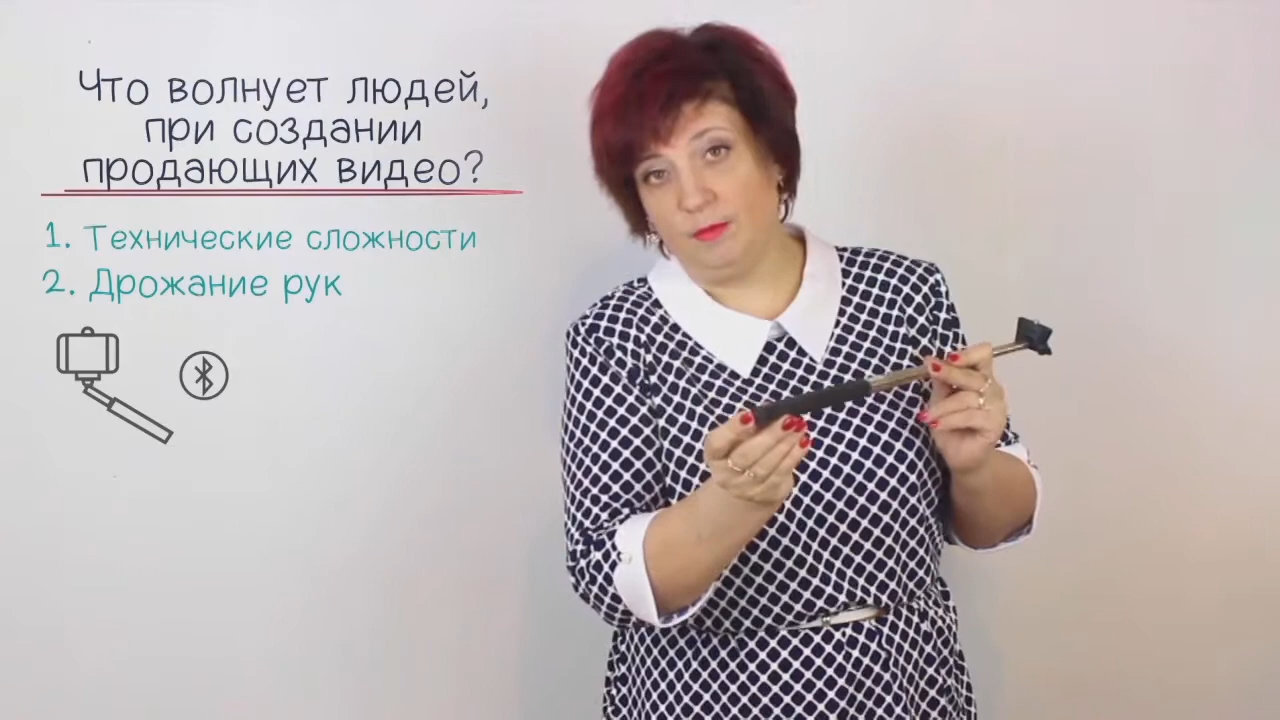 Что волнует людей,
при создании
продающих видео?
1. Технические сложности
2. Дрожание рук